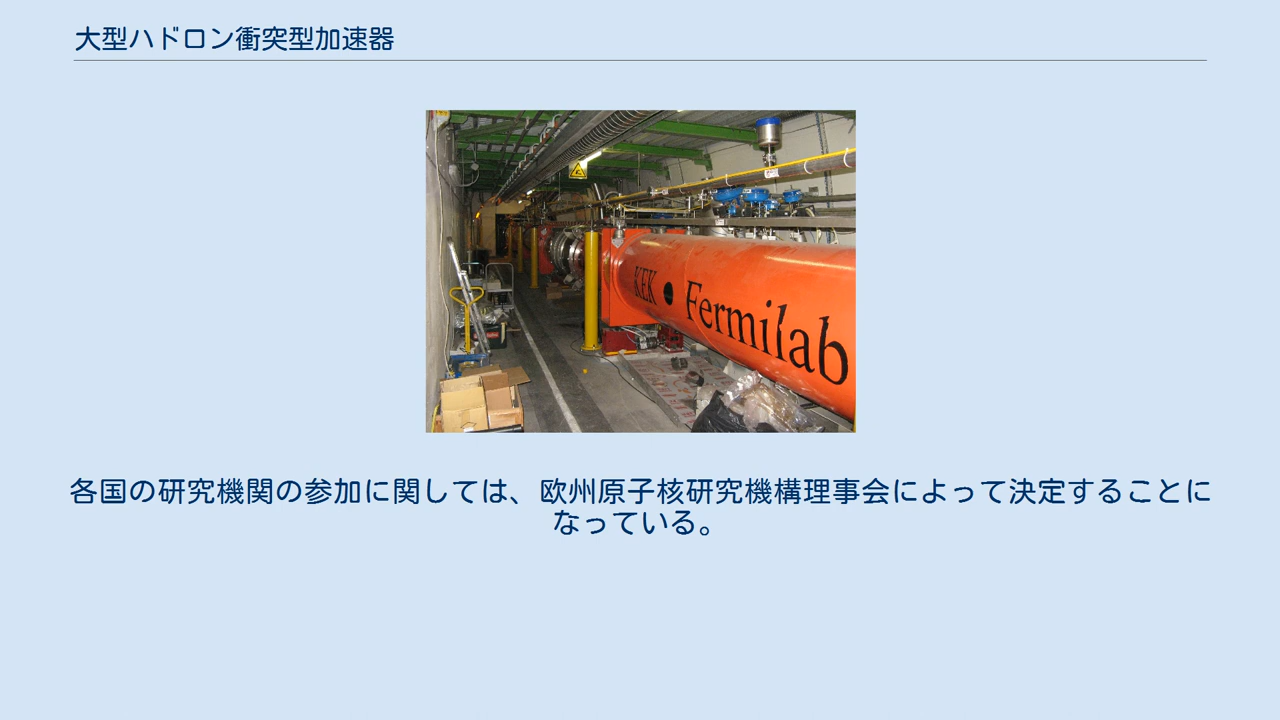 大型ハドロン衝突型加速器
KEK ● Fermilab
各国の研究機関の参加に関しては、欧州原子核研究機構理事会によって決定することに
なっている。